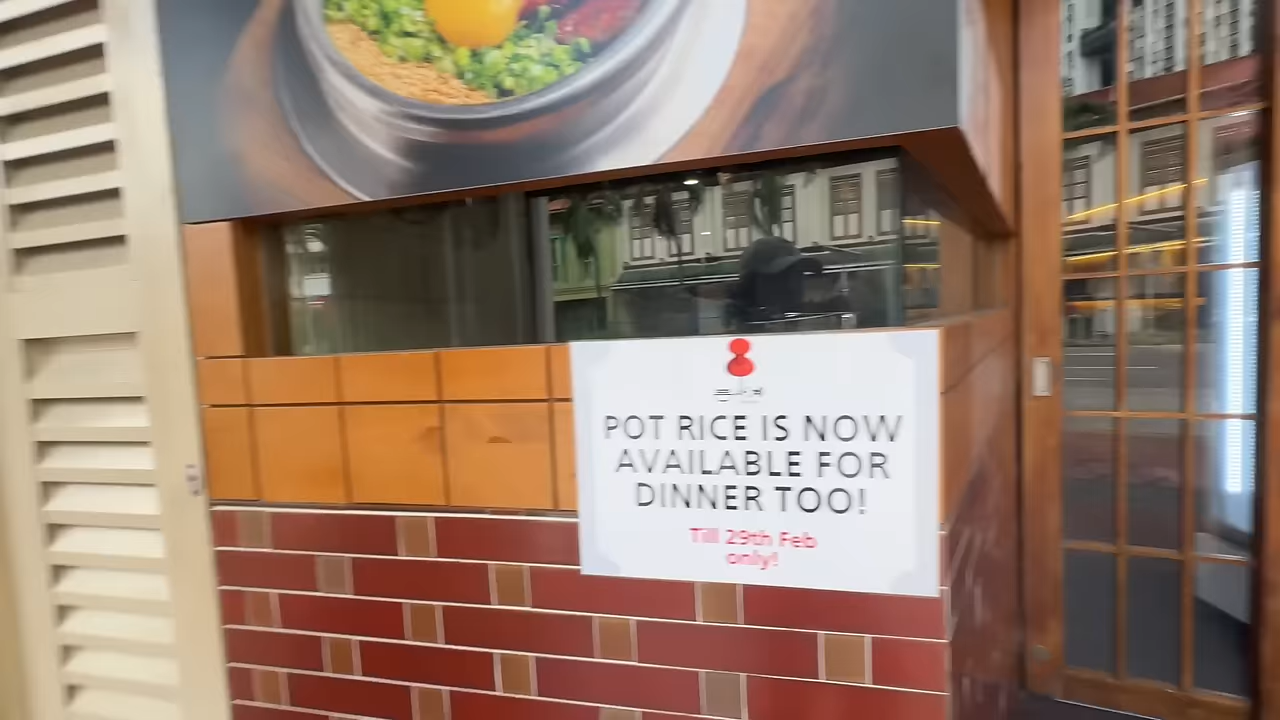 POT RICE IS NOW
AVAILABLE FOR
DINNER TOO!
Till 29th Feb
only!